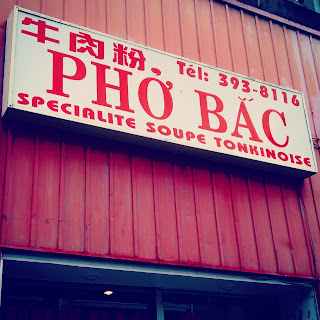 牛肉粉. Tél: 393-8116
PHỞ BẮC
SPECIALITE SOUPE TONKINOISE